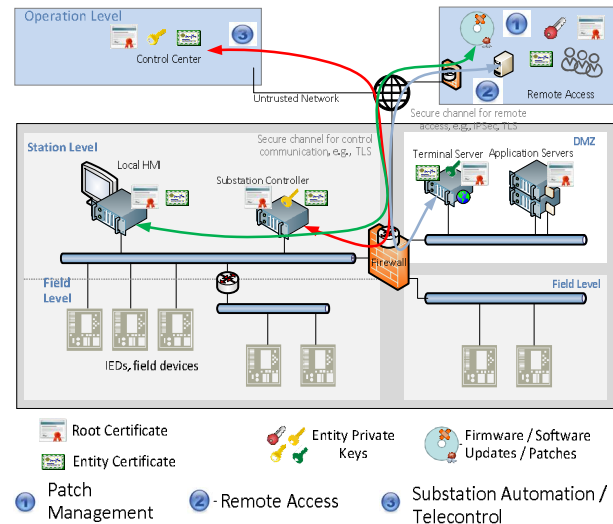 Operation Level
3
Control Center
1
2
Remote Access
Untrusted Network
Secure channel for remote
access, e.g., IPSec, TLS
Secure channel for control
communication, e.g., TLS
Station Level
Local HMI
Substation Controller
DMZ
Terminal Server
Application Servers
Firewall
Field
Level
Field Level
IEDs, field devices
Root Certificate
Entity Certificate
Entity Private
Keys
Firmware / Software
Updates / Patches
1 Patch
Management
2 - Remote Access
3 Substation Automation /
Telecontrol